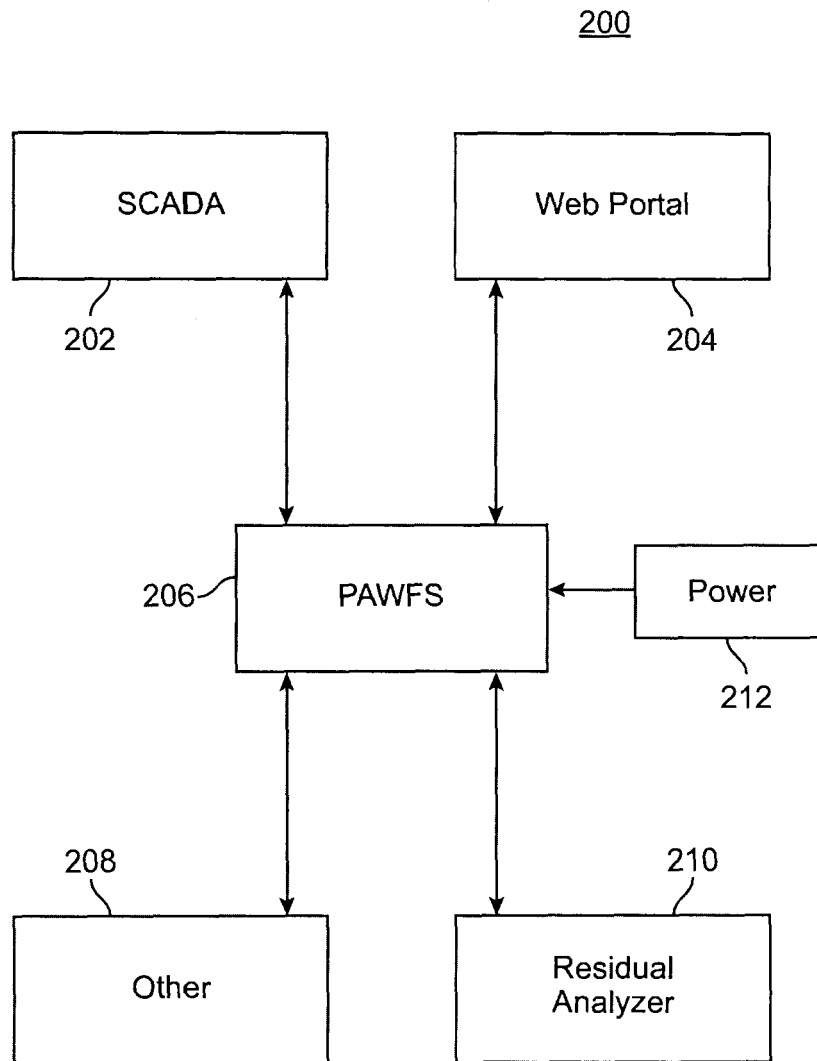 200
SCADA
Web Portal
202
204
206
PAWFS
Power
212
208
210
Other
Residual
Analyzer